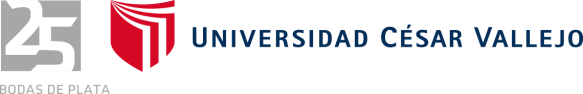 25
UNIVERSIDAD CÉSAR VALLEJO
BODAS DE PLATA